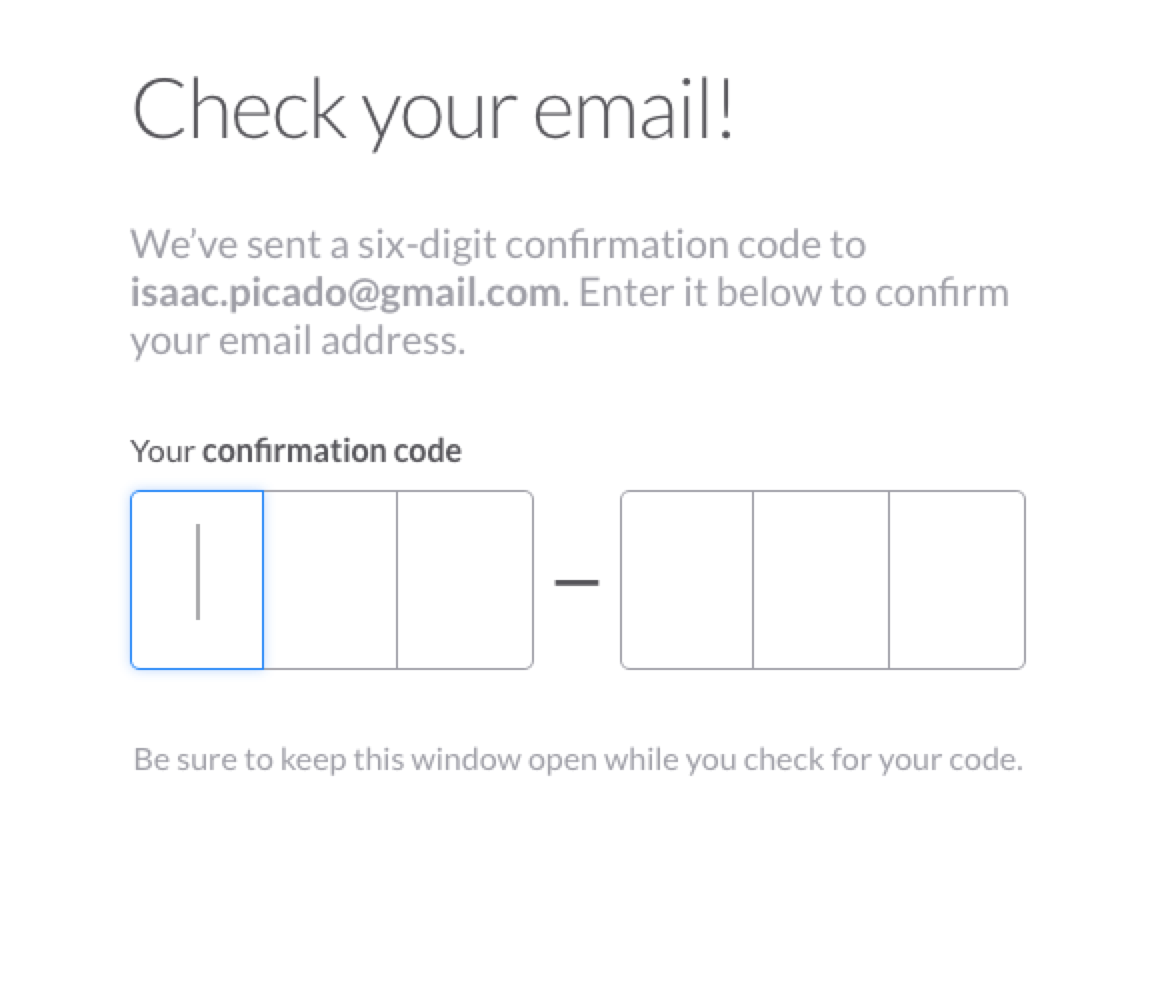 Check your email!
We’ve sent a six-digit confirmation code to
isaac.picado@gmail.com. Enter it below to confirm
your email address.
Your confirmation code
–
Be sure to keep this window open while you check for your code.